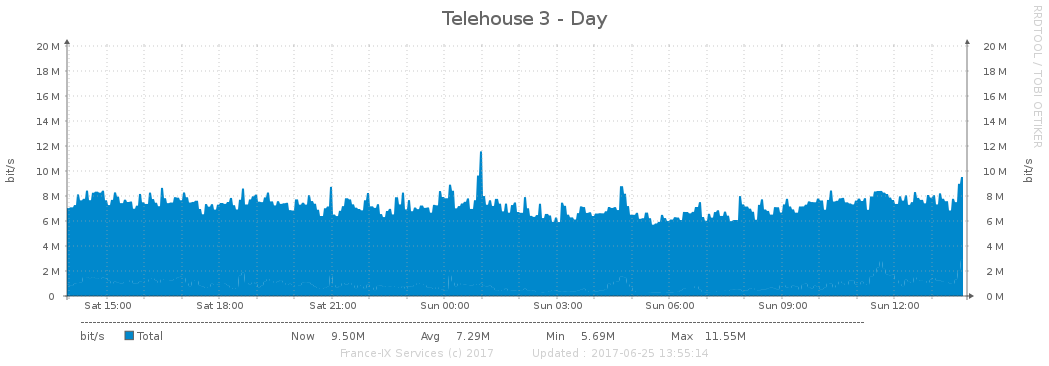 Telehouse 3 - Day
RRDTOOL / TOBI OETIKER
20 M 20 M
18 M 18 M
16 M 16 M
14 M 14 M
12 M 12 M
10 M 10 M
8 M 8 M
6 M 6 M
4 M 4 M
2 M 2 M
0 0 M
bit/s bit/s
Sat 15:00 Sat 18:00 Sat 21:00 Sun 00:00 Sun 03:00 Sun 06:00 Sun 09:00 Sun 12:00
bit/s Total Now 9.50M Avg 7.29M Min 5.69M Max 11.55M
France-IX Services (c) 2017 Updated : 2017-06-25 13:55:14